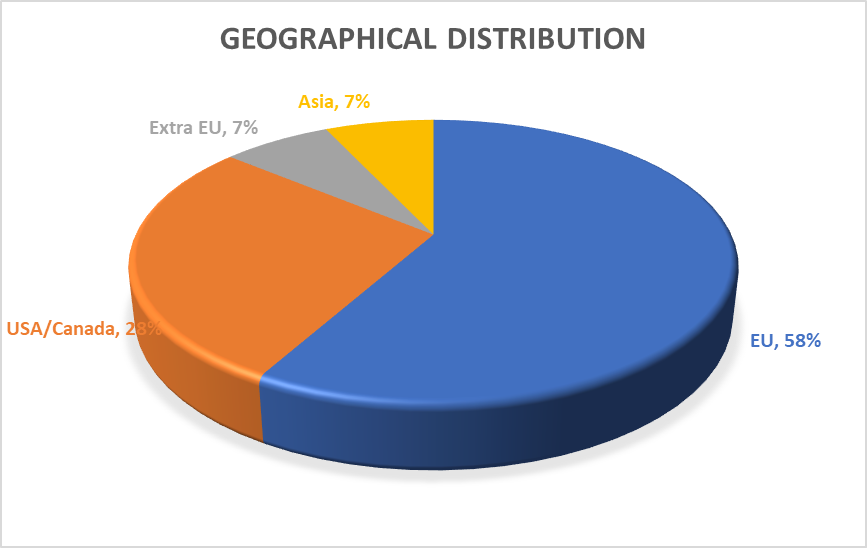 GEOGRAPHICAL DISTRIBUTION
Asia, 7%
Extra EU, 7%
USA/Canada, 28%
EU, 58%